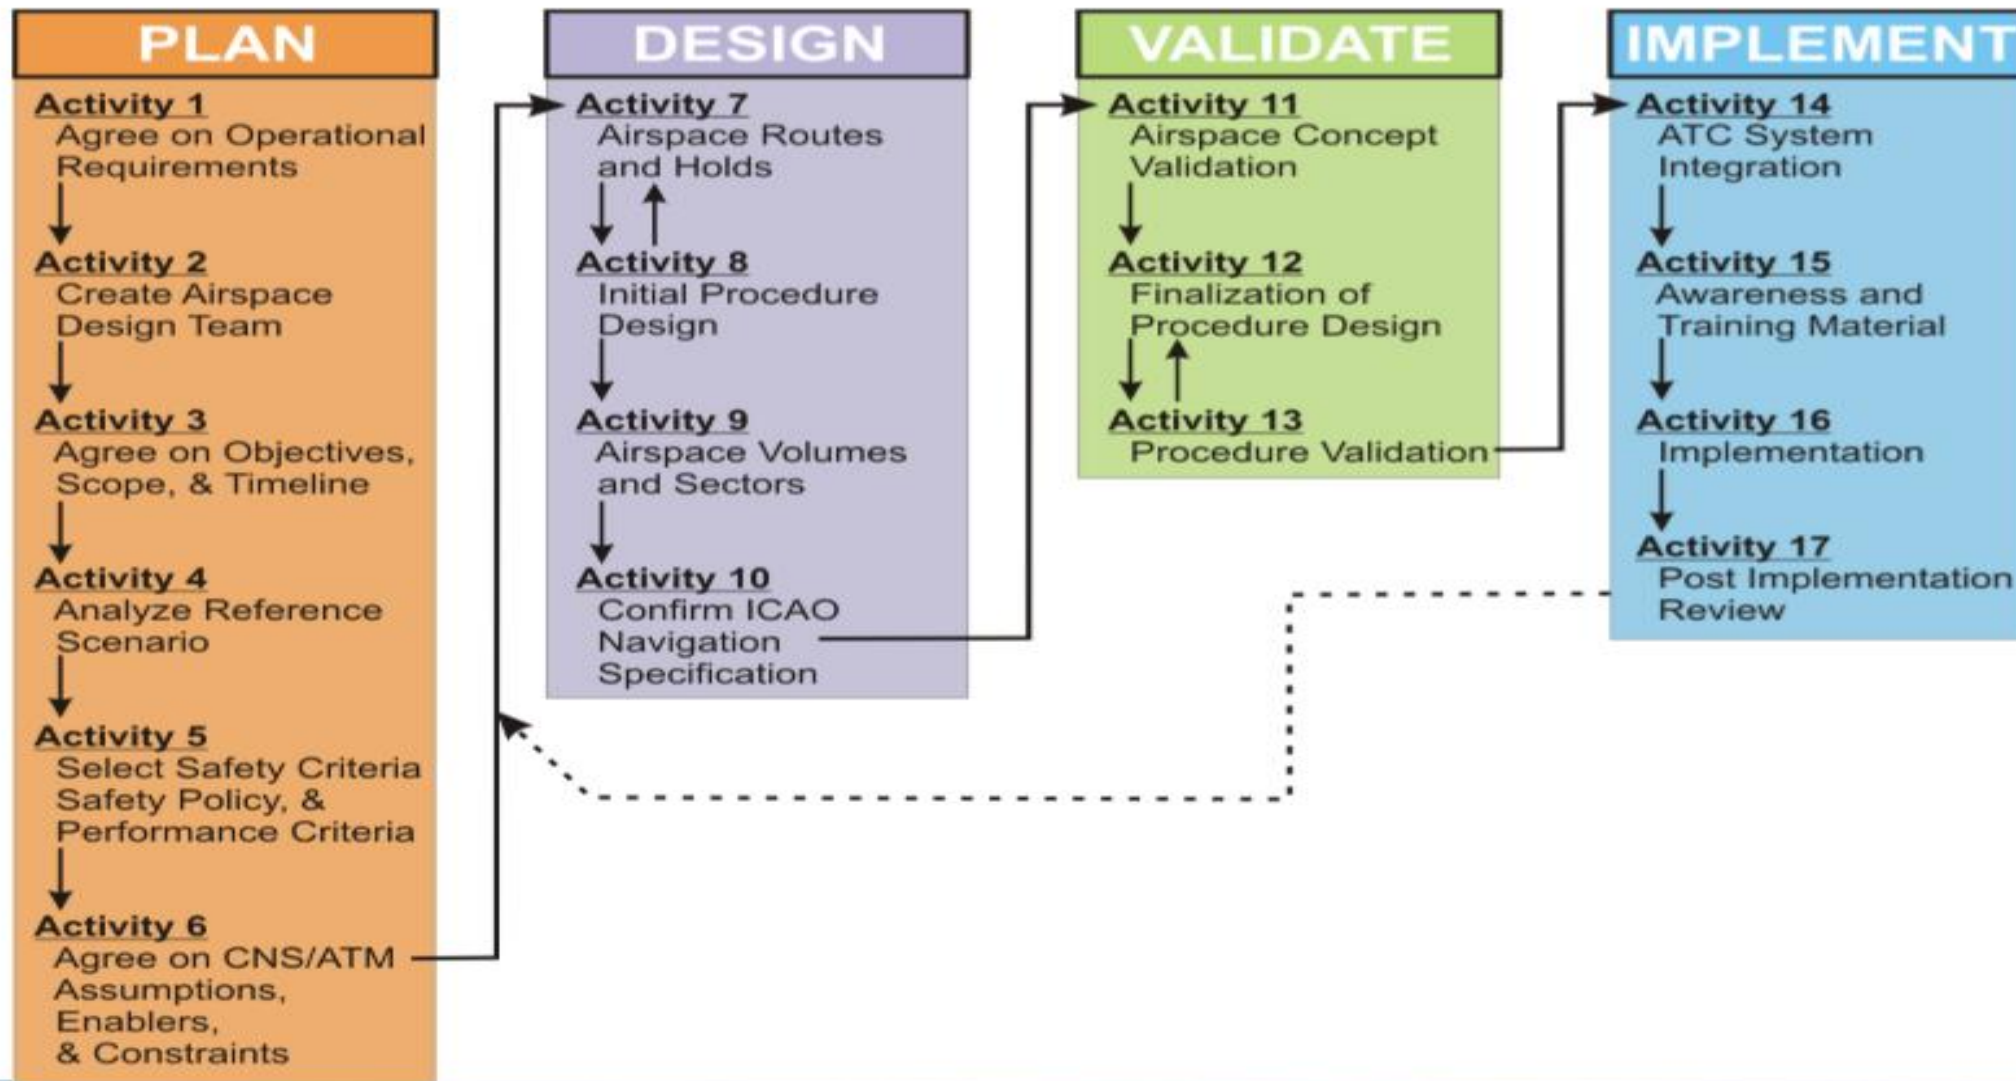 PLAN
Activity 1
Agree on Operational
Requirements
Activity 2
Create Airspace
Design Team
Activity 3
Agree on Objectives,
Scope, & Timeline
Activity 4
Analyze Reference
Scenario
Activity 5
Select Safety Criteria
Safety Policy, &
Performance Criteria
Activity 6
Agree on CNS/ATM
Assumptions,
Enablers,
& Constraints
DESIGN
Activity 7
Airspace Routes
and Holds
Activity 8
Initial Procedure
Design
Activity 9
Airspace Volumes
and Sectors
Activity 10
Confirm ICAO
Navigation
Specification
VALIDATE
Activity 11
Airspace Concept
Validation
Activity 12
Finalization of
Procedure Design
Activity 13
Procedure Validation
IMPLEMENT
Activity 14
ATC System
Integration
Activity 15
Awareness and
Training Material
Activity 16
Implementation
Activity 17
Post Implementation
Review